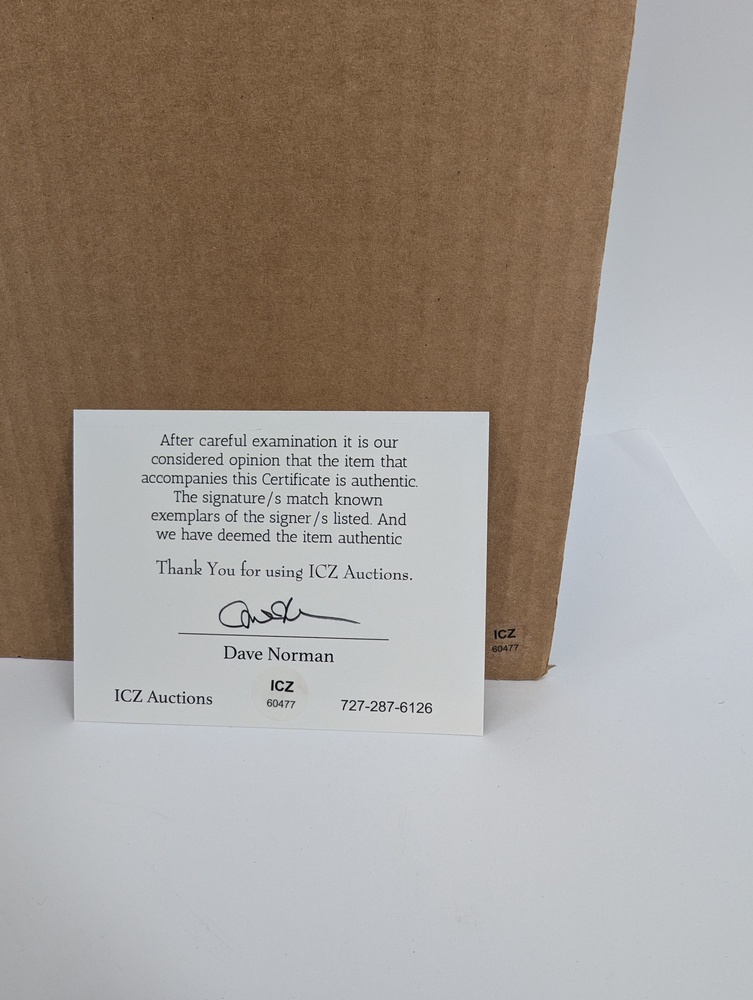 After careful examination it is our
considered opinion that the item that
accompanies this Certificate is authentic.
The signature/s match known
exemplars of the signer/s listed. And
we have deemed the item authentic
Thank You for using ICZ Auctions.
Dave Norman
ICZ Auctions
ICZ
60477
727-287-6126
ICZ
60477